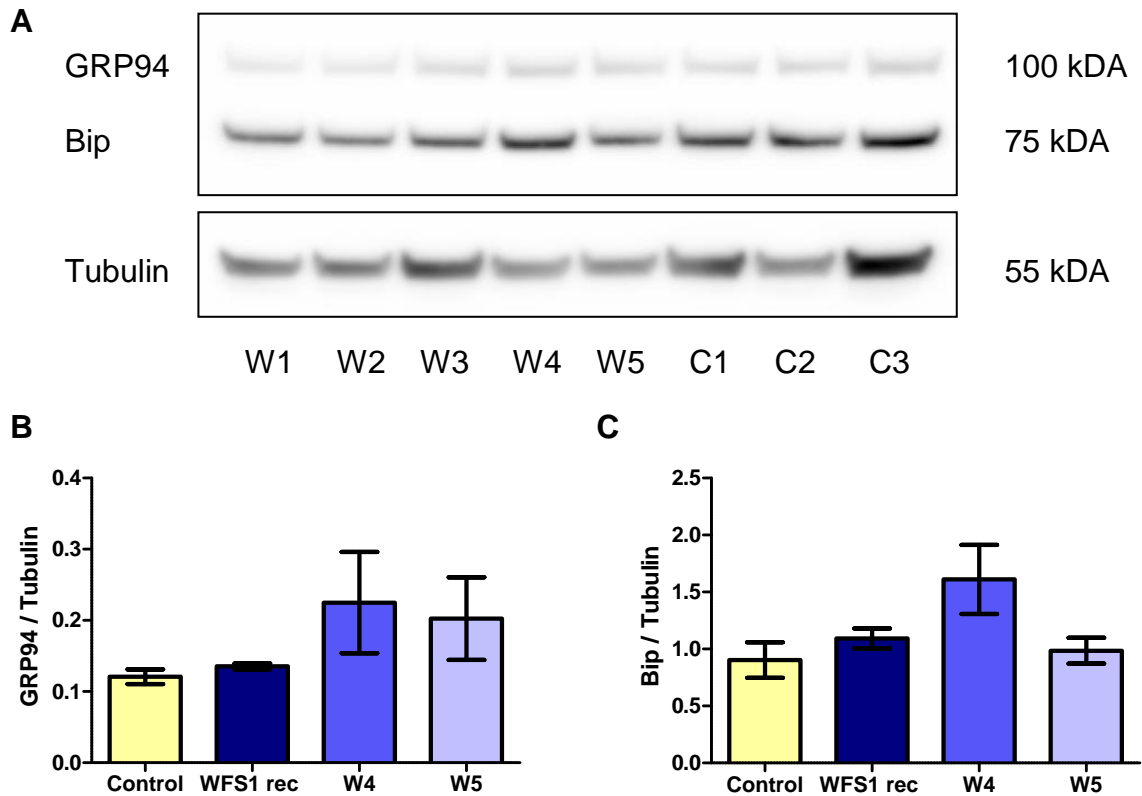 A
GRP94 100 kDA
Bip 75 kDA
Tubulin 55 kDA
W1 W2 W3 W4 W5 C1 C2 C3
B
GRP94 / Tubulin
0.4
0.3
0.2
0.1
0.0
Control WFS1 rec W4 W5
C
Bip / Tubulin
2.5
2.0
1.5
1.0
0.5
0.0
Control WFS1 rec W4 W5